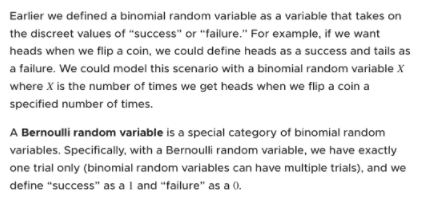 Earlier we defined a binomial random variable as a variable that takes on
the discreet values of “success” or “failure.” For example, if we want
heads when we flip a coin, we could define heads as a success and tails as
a failure. We could model this scenario with a binomial random variable X
where X is the number of times we get heads when we flip a coin a
specified number of times.
A Bernoulli random variable is a special category of binomial random
variables. Specifically, with a Bernoulli random variable, we have exactly
one trial only (binomial random variables can have multiple trials), and we
define “success” as a 1 and “failure” as a 0.